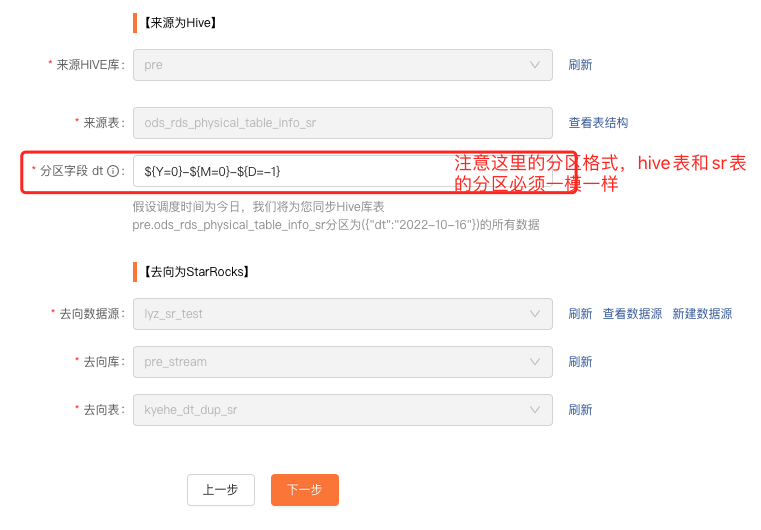 【来源为Hive】
* 来源HIVE库: pre 刷新
* 来源表: ods_rds_physical_table_info_sr 查看表结构
* 分区字段 dt: ${Y=0}-${M=0}-${D=-1}
注意这里的分区格式，hive表和sr表
的分区必须一模一样
假设调度时间为今日，我们将为您同步Hive库表
pre.ods_rds_physical_table_info_sr分区为({"dt":"2022-10-16"})的所有数据
【去向为StarRocks】
* 去向数据源: lyz_sr_test 刷新 查看数据源 新建数据源
* 去向库: pre_stream 刷新
* 去向表: kyehe_dt_dup_sr 刷新
上一步 下一步